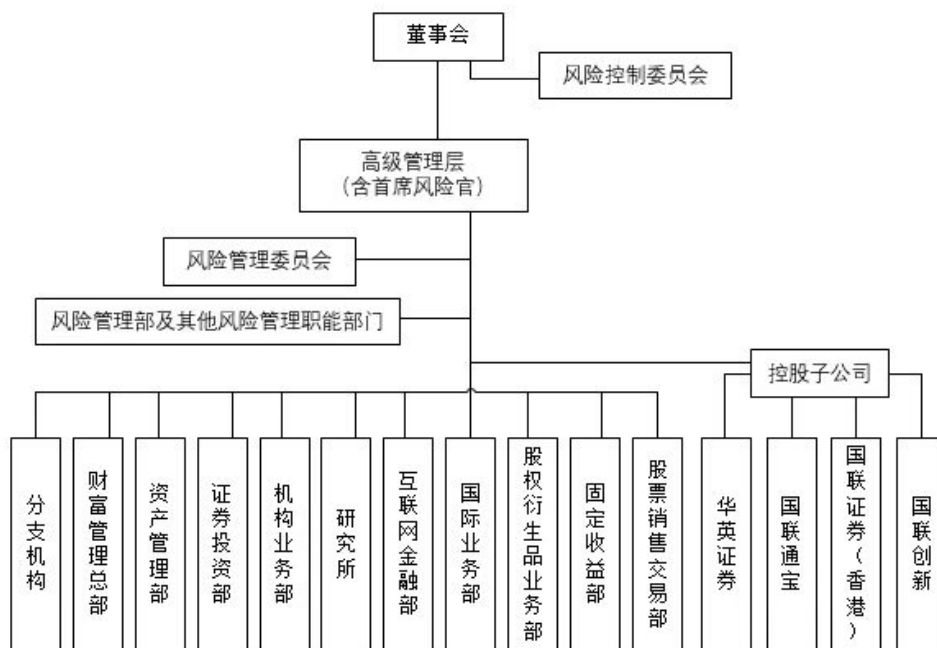 董事会
风险控制委员会
高级管理层
（含首席风险官）
风险管理委员会
风险管理部及其他风险管理职能部门
控股子公司
分支机构
财富管理总部
资产管理部
证券投资部
机构业务部
研究所
互联网金融部
国际业务部
股权衍生品业务部
固定收益部
股票销售交易部
华英证券
国联通宝
国联证券（香港）
国联创新